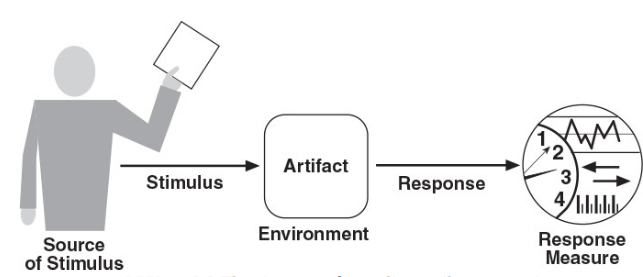 Artifact
Stimulus
Response
Environment
Source
of Stimulus
1
2
3
4
Response
Measure